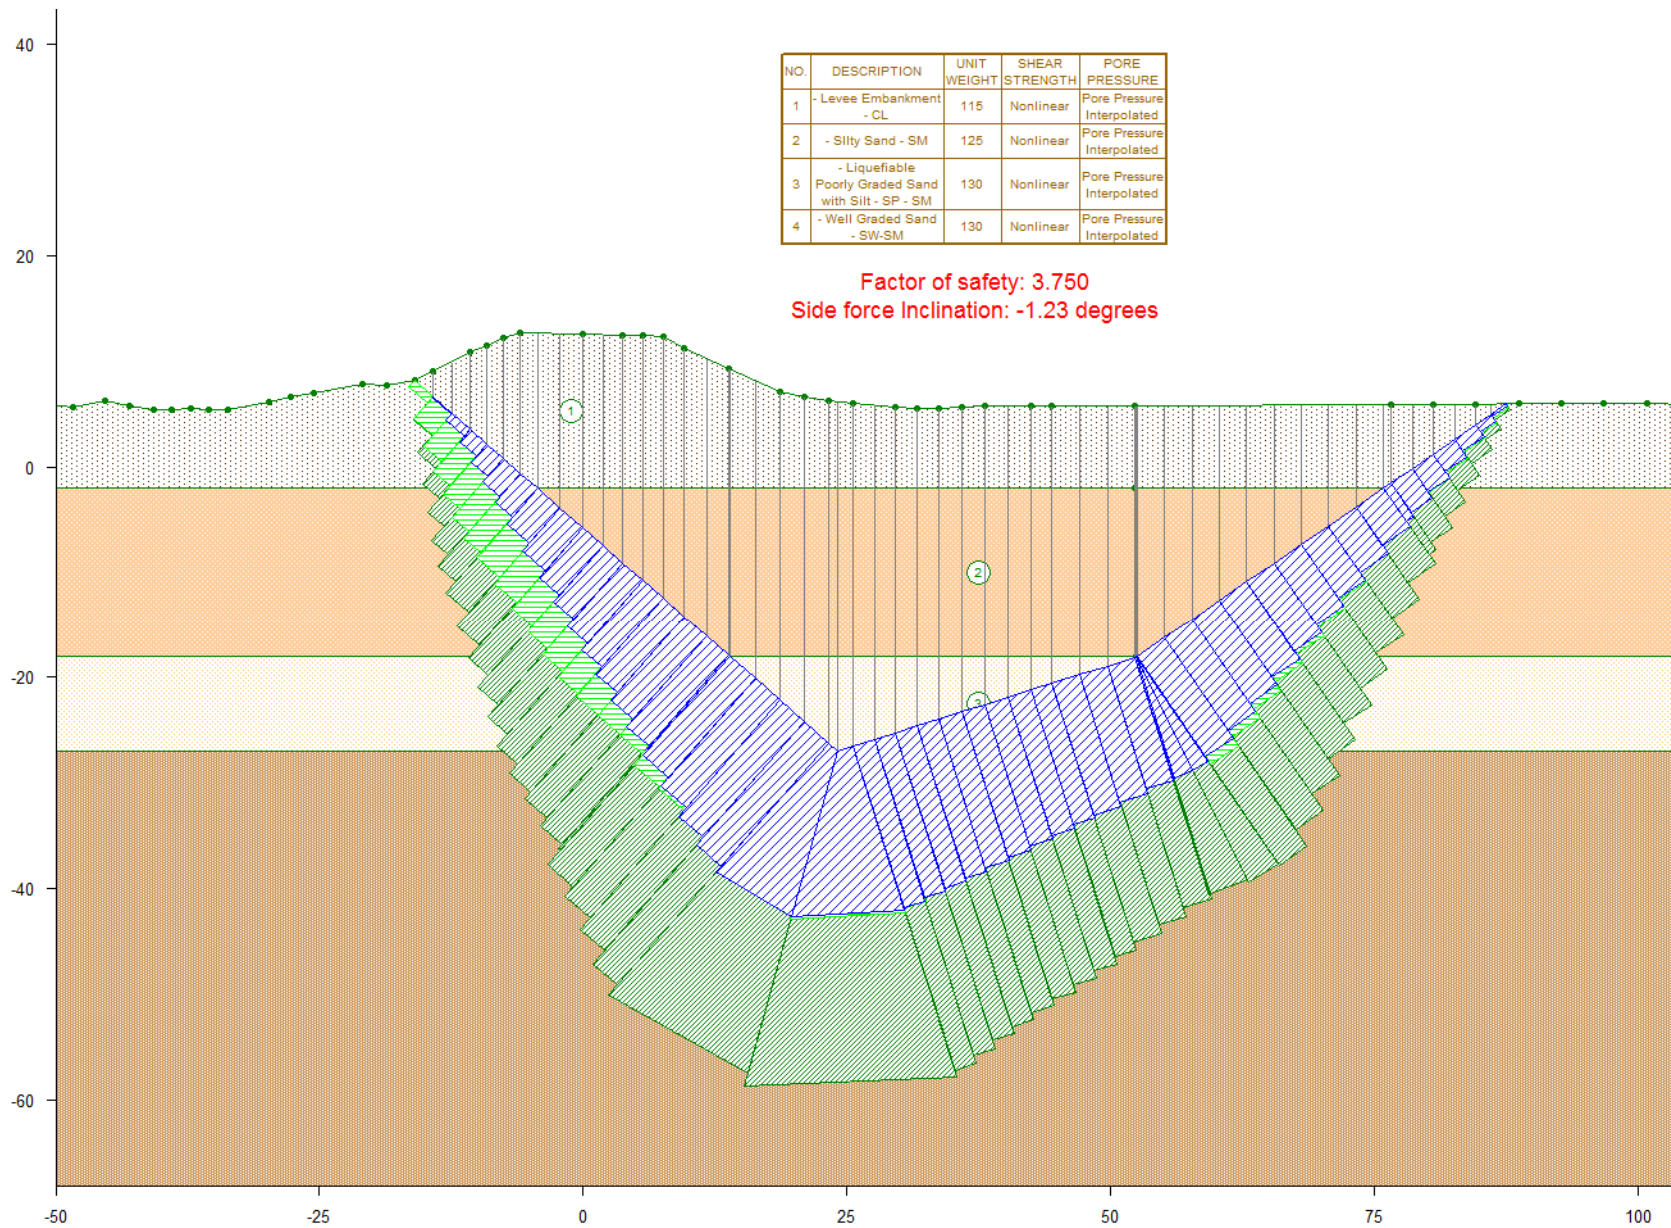 40
20
0
-20
-40
-60
-50
-25
0
25
50
75
100
NO.
DESCRIPTION
UNIT
WEIGHT
SHEAR
STRENGTH
PORE
PRESSURE
1
- Levee Embankment
- CL
115
Nonlinear
Pore Pressure
Interpolated
2
- Silty Sand - SM
125
Nonlinear
Pore Pressure
Interpolated
3
- Liquefiable
Poorly Graded Sand
with Silt - SP - SM
130
Nonlinear
Pore Pressure
Interpolated
4
- Well Graded Sand
- SW-SM
130
Nonlinear
Pore Pressure
Interpolated
Factor of safety: 3.750
Side force Inclination: -1.23 degrees
1
2
3